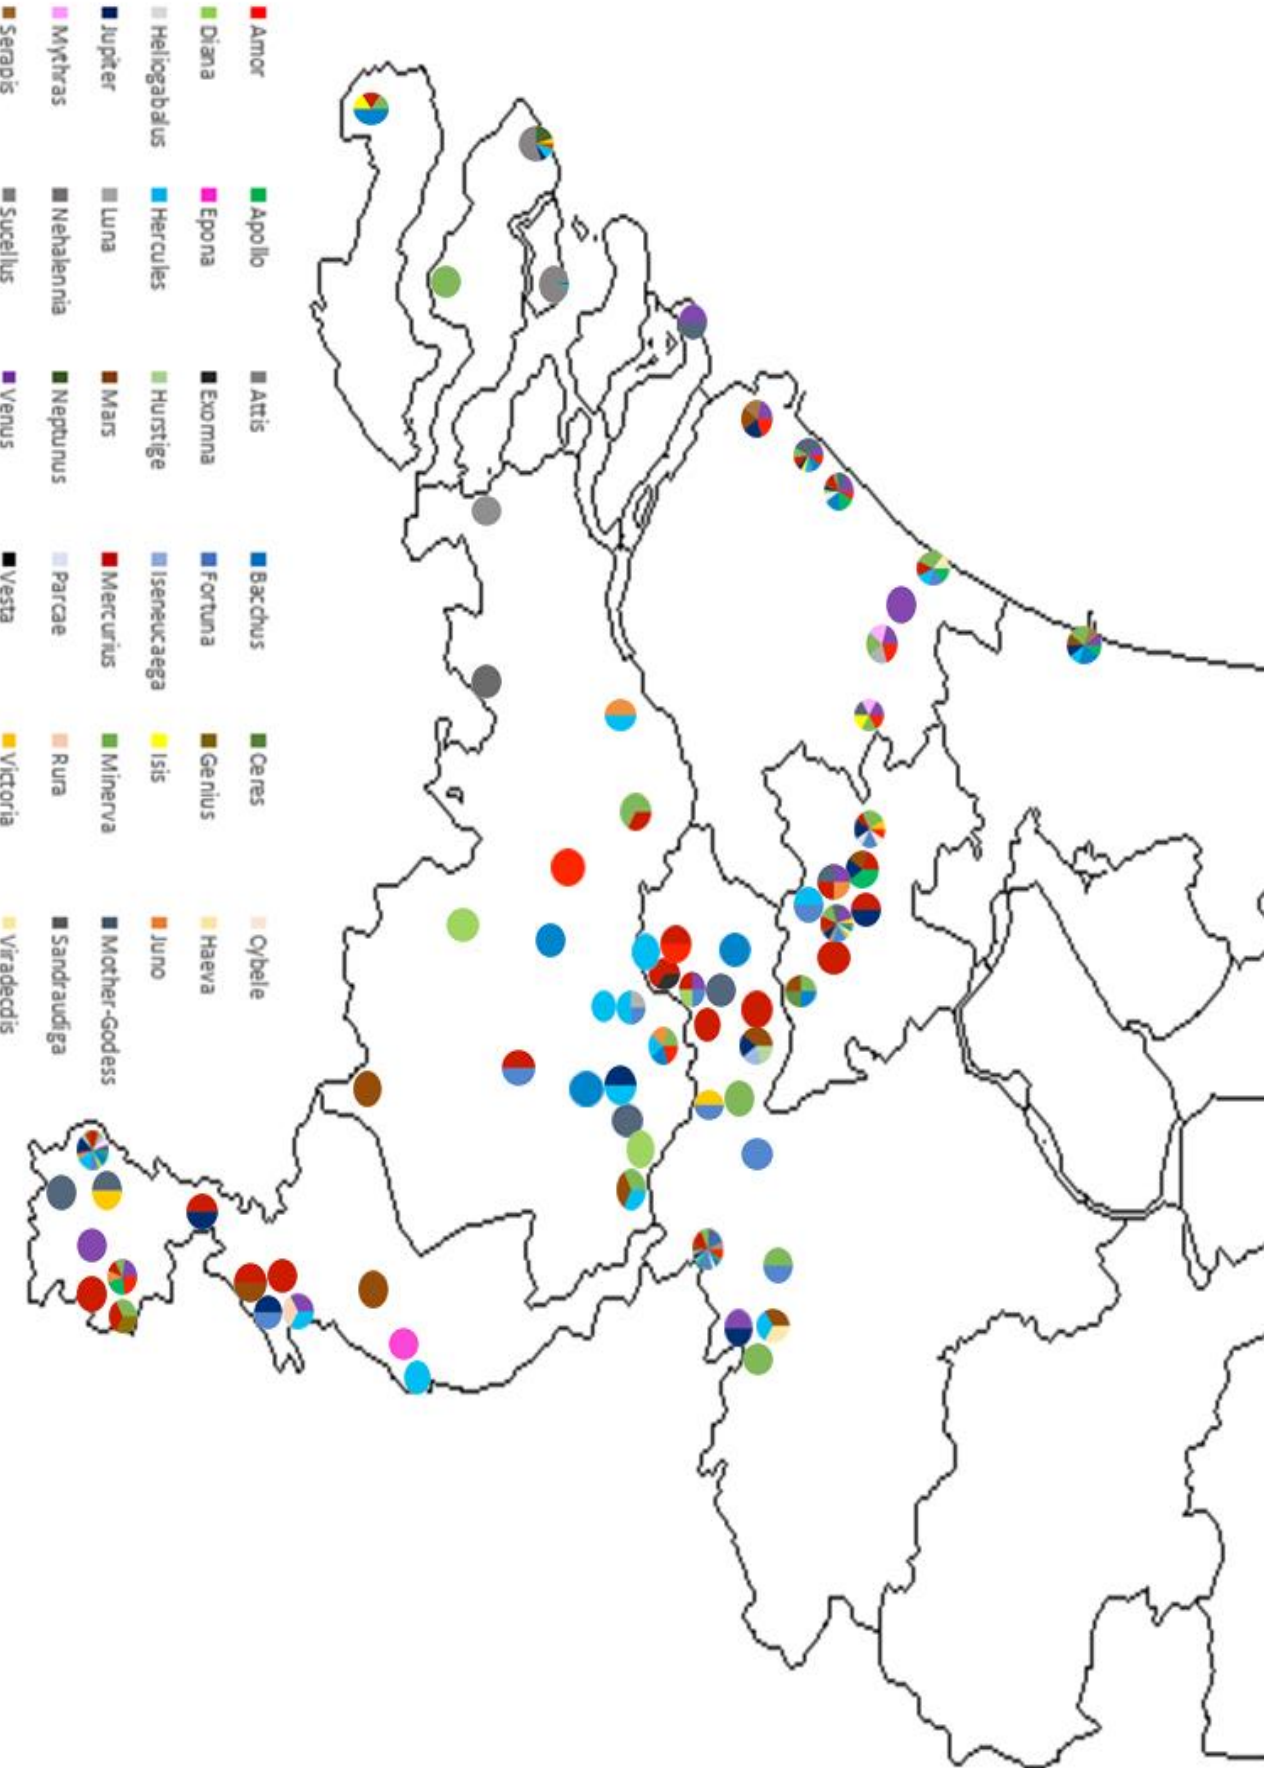 Amor Apollo Attis Bacchus Ceres Cybele
Diana Epona Exomna Fortuna Genius Haeva
Heliogabalus Hercules Hurstige Iseneucaega Isis Juno
Jupiter Luna Mars Mercurius Minerva Mother-Godess
Mythras Nehalennia Neptunus Parcae Rura Sandraudiga
Serapis Sucellus Venus Vesta Victoria Viradecdis